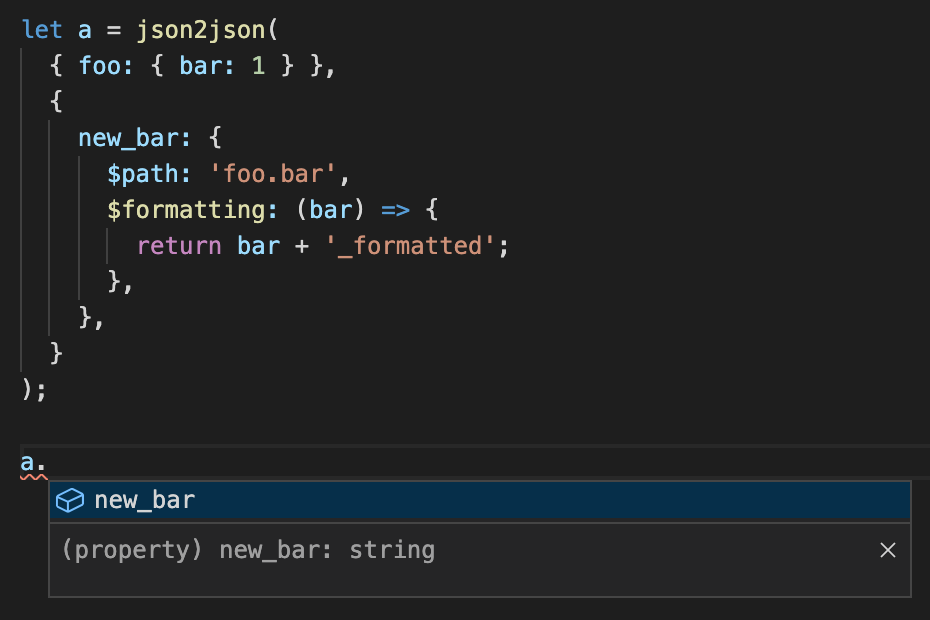 let a = json2json(
  { foo: { bar: 1 } },
  {
    new_bar: {
      $path: 'foo.bar',
      $formatting: (bar) => {
        return bar + '_formatted';
      },
    },
  }
);
a.
new_bar
(property) new_bar: string